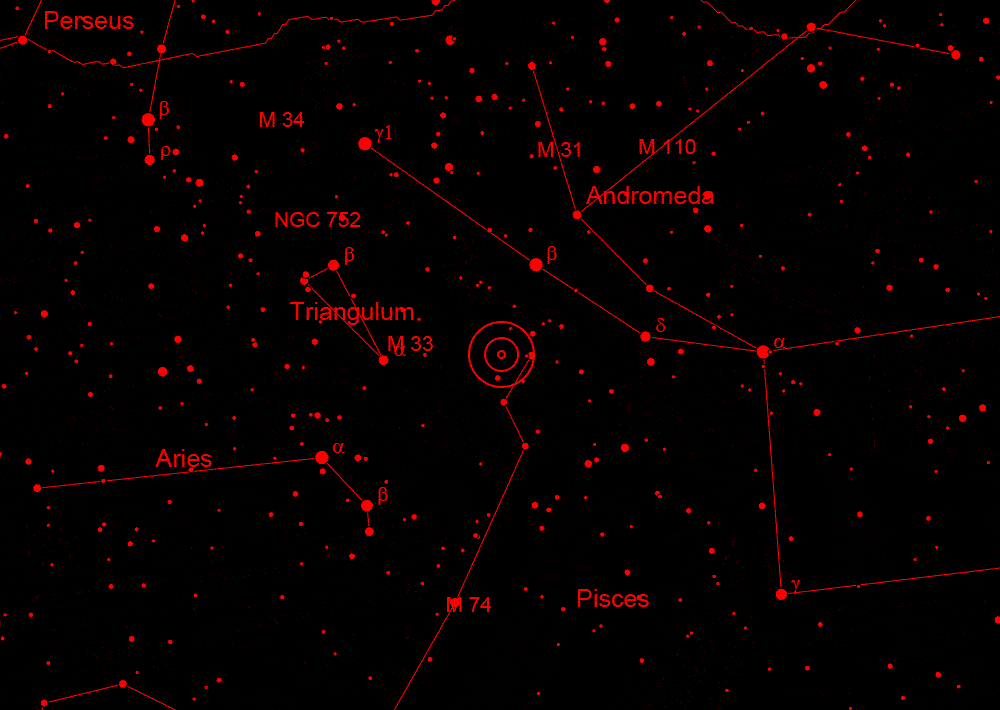 Perseus
β
M 34
γ1
ρ
M 31
M 110
Andromeda
NGC 752
β
β
Triangulum
δ
M 33
α
α
α
Aries
β
γ
M 74
Pisces